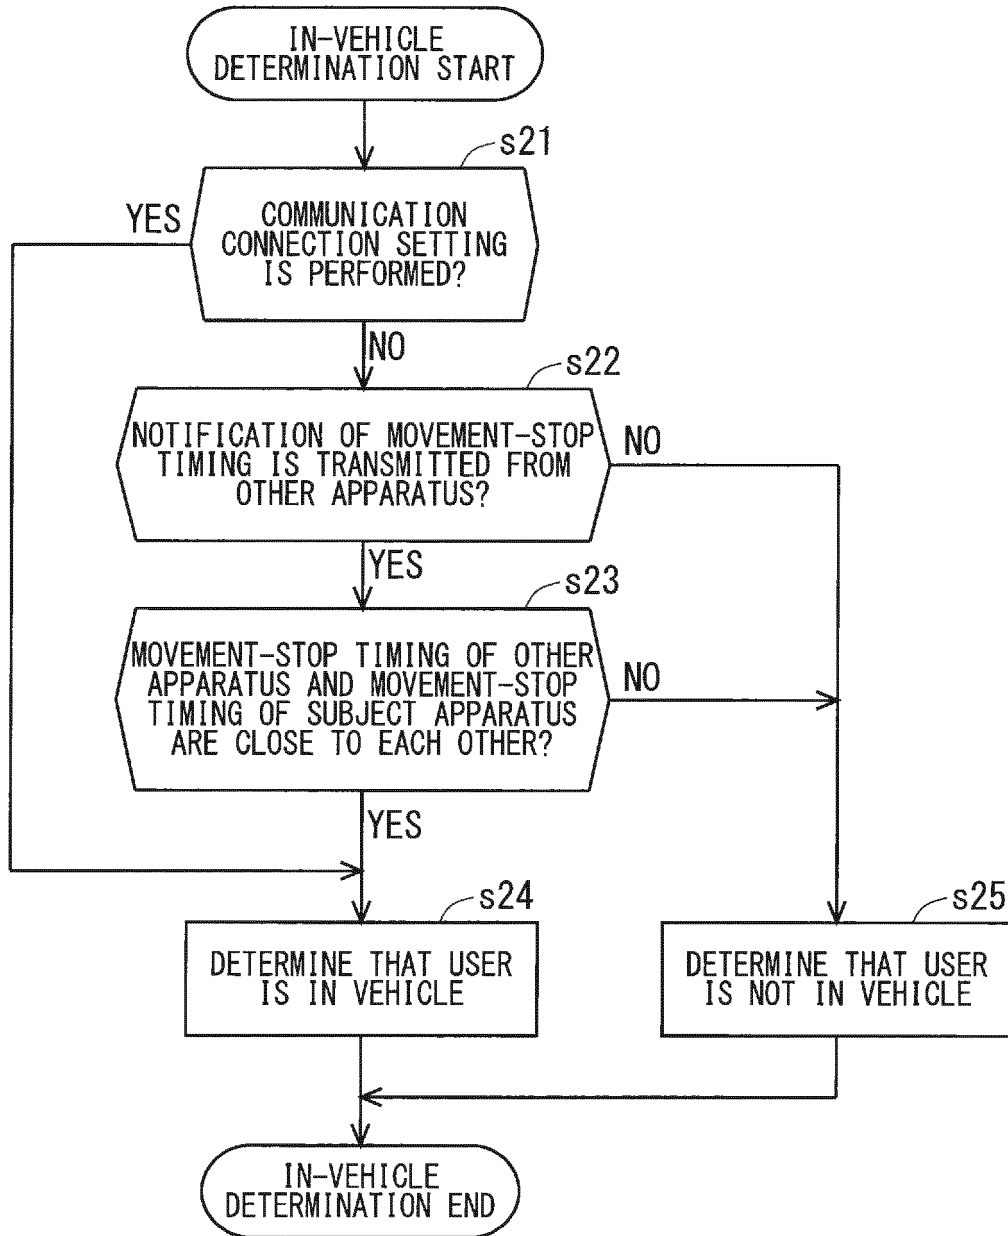 IN-VEHICLE
DETERMINATION START
s21
YES
COMMUNICATION
CONNECTION SETTING
IS PERFORMED?
NO
s22
NOTIFICATION OF MOVEMENT-STOP
TIMING IS TRANSMITTED FROM
OTHER APPARATUS?
NO
YES
s23
MOVEMENT-STOP TIMING OF OTHER
APPARATUS AND MOVEMENT-STOP
TIMING OF SUBJECT APPARATUS
ARE CLOSE TO EACH OTHER?
NO
YES
s24
DETERMINE THAT USER
IS IN VEHICLE
s25
DETERMINE THAT USER
IS NOT IN VEHICLE
IN-VEHICLE
DETERMINATION END